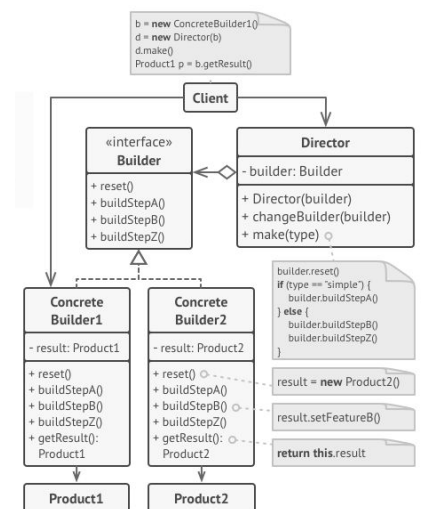 b = new ConcreteBuilder1()
d = new Director(b)
d.make()
Product1 p = b.getResult()
Client
«interface»
Builder
+ reset()
+ buildStepA()
+ buildStepB()
+ buildStepZ()
Director
- builder: Builder
+ Director(builder)
+ changeBuilder(builder)
+ make(type)
builder.reset()
if (type == "simple") {
builder.buildStepA()
} else {
builder.buildStepB()
builder.buildStepZ()
}
Concrete
Builder1
- result: Product1
+ reset()
+ buildStepA()
+ buildStepB()
+ buildStepZ()
+ getResult():
Product1
Concrete
Builder2
- result: Product2
+ reset()
+ buildStepA()
+ buildStepB()
+ buildStepZ()
+ getResult():
Product2
result = new Product2()
result.setFeatureB()
return this.result
Product1
Product2